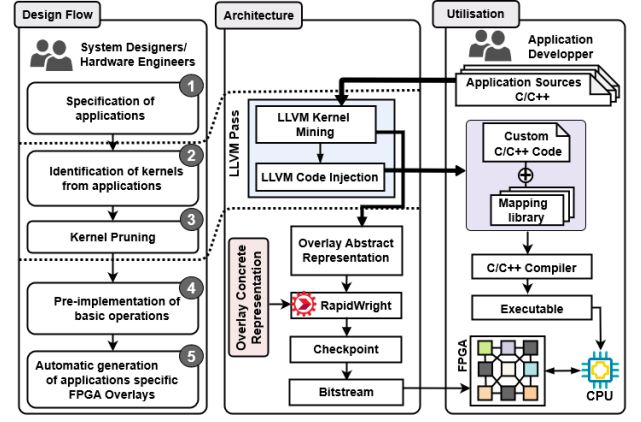 Design Flow
System Designers/
Hardware Engineers
1
Specification of
applications
2
Identification of kernels
from applications
3
Kernel Pruning
4
Pre-implementation of
basic operations
5
Automatic generation
of applications specific
FPGA Overlays
Architecture
LLVM Pass
LLVM Kernel
Mining
LLVM Code Injection
Overlay Abstract
Representation
Overlay Concrete
Representation
RapidWright
Checkpoint
Bitstream
Utilisation
Application
Developper
Application Sources
C/C++
Custom
C/C++ Code
Mapping
library
C/C++ Compiler
Executable
FPGA
CPU